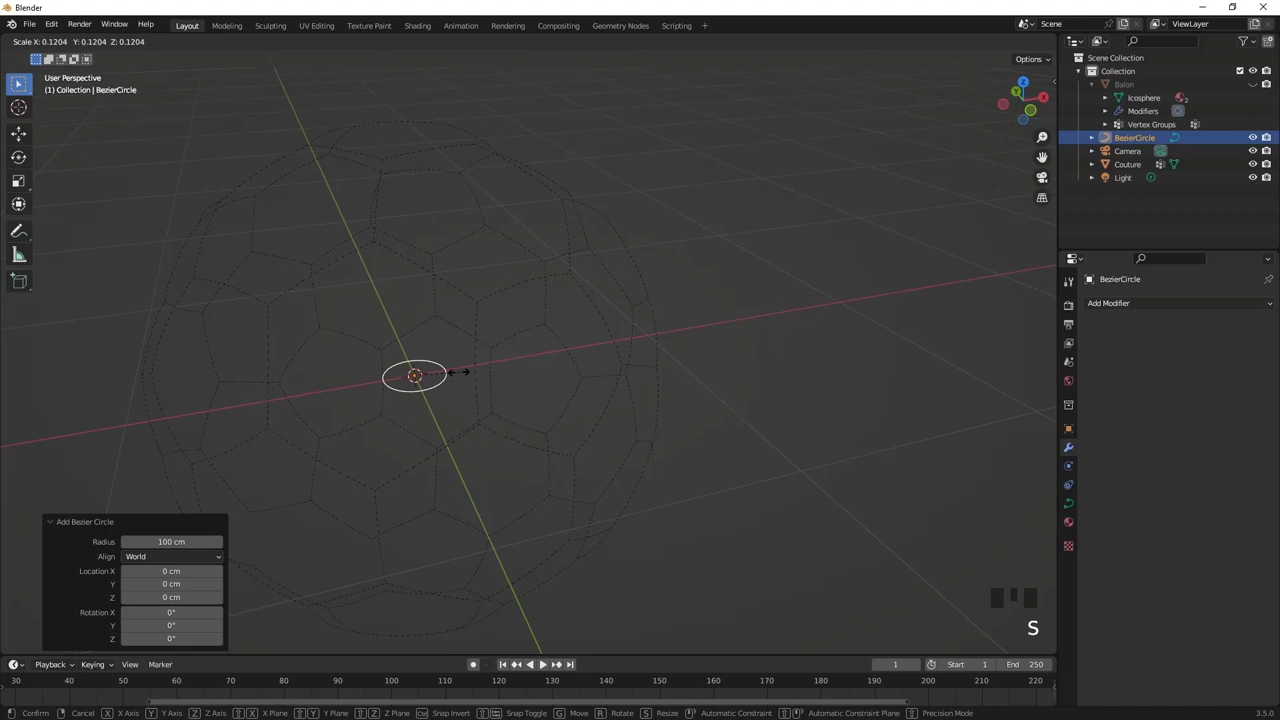 Blender
File Edit Render Window Help Layout Modeling Sculpting UV Editing Texture Paint Shading Animation Rendering Compositing Geometry Nodes Scripting + Scene ViewLayer
Scale X: 0.1204 Y: 0.1204 Z: 0.1204
Options
User Perspective
(1) Collection | BezierCircle
Z
Y
X
Scene Collection
Collection
Balon
Icosphere 2
Modifiers
Vertex Groups
BezierCircle
Camera
Couture
Light
BezierCircle
Add Modifier
Add Bezier Circle
Radius 100 cm
Align World
Location X 0 cm
Y 0 cm
Z 0 cm
Rotation X 0°
Y 0°
Z 0°
S
Playback Keying View Marker 1 Start 1 End 250
30 40 50 60 70 80 90 100 110 120 130 140 150 160 170 180 190 200 210 220
Confirm Cancel X X Axis Y Y Axis Z Z Axis X X Plane Y Y Plane Z Z Plane Snap Invert Snap Toggle G Move R Rotate S Resize Automatic Constraint Automatic Constraint Plane Precision Mode 3.5.0